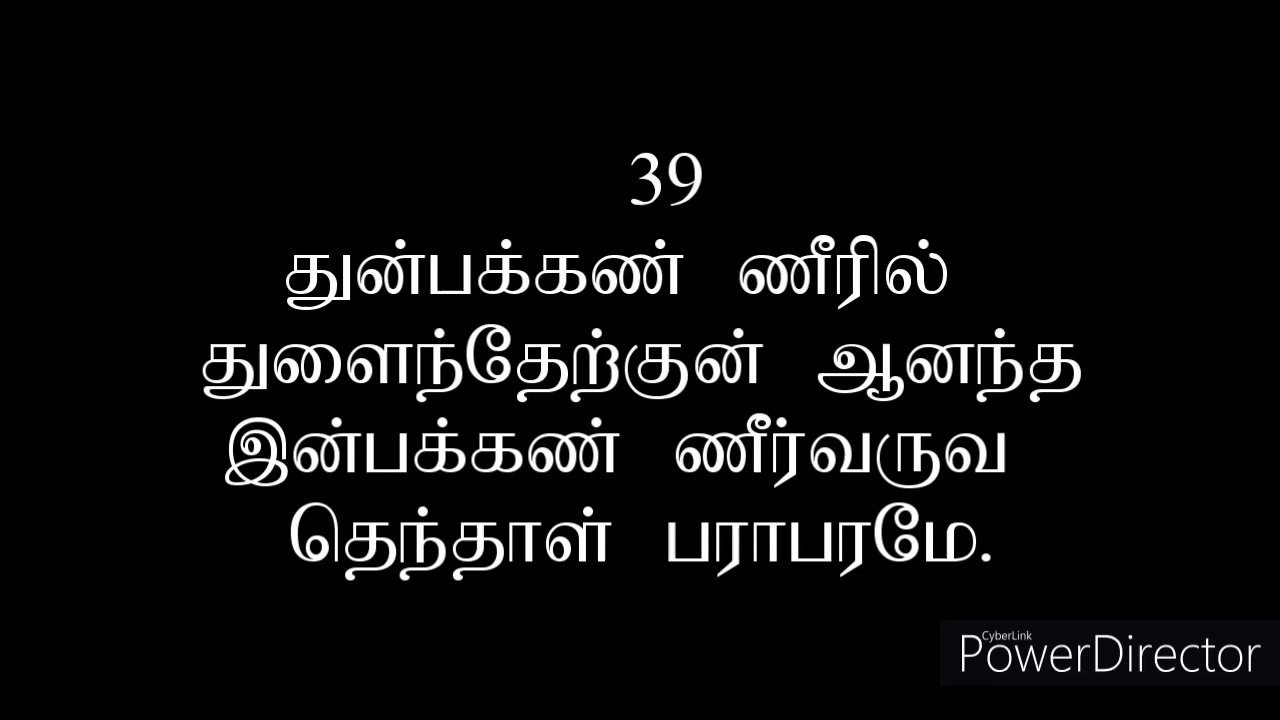 39
துன்பக்கண் ணீரில்
துளைந்தேற்குன் ஆனந்த
இன்பக்கண் ணீர்வருவ
தெந்தாள் பராபரமே.
CyberLink
PowerDirector